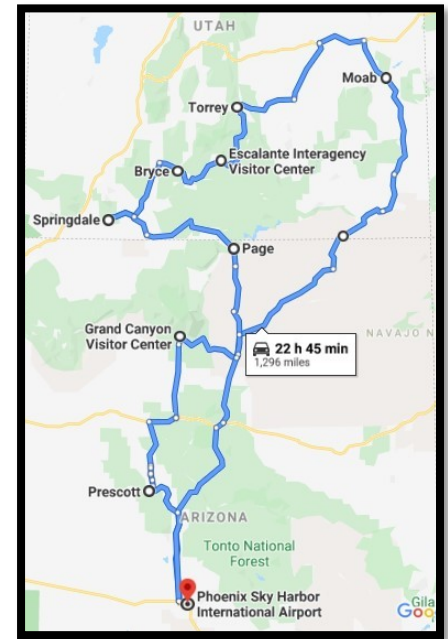 UTAH
Moab
Torrey
Escalante Interagency
Visitor Center
Bryce
Springdale
Page
Grand Canyon
Visitor Center
22 h 45 min
1,296 miles
NAVAJO N
Prescott
ARIZONA
Tonto National
Forest
Phoenix Sky Harbor
International Airport
Gila
Goo